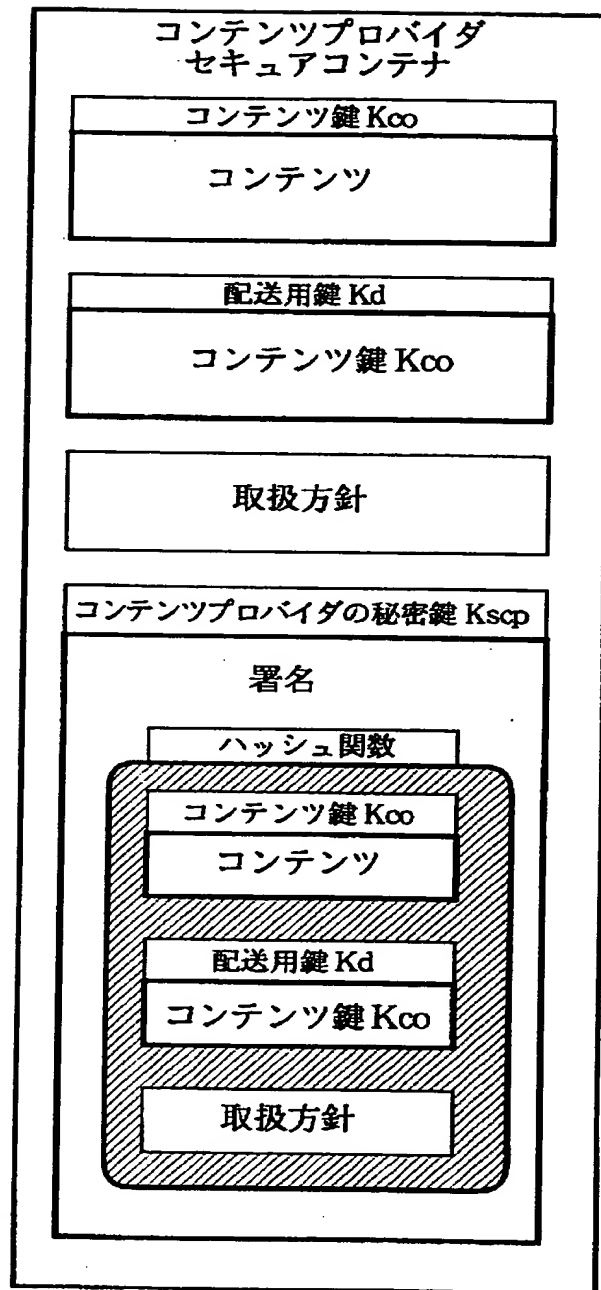 コンテンツプロバイダ
セキュアコンテナ
コンテンツ鍵 Kco
コンテンツ
配送用鍵 Kd
コンテンツ鍵 Kco
取扱方針
コンテンツプロバイダの秘密鍵 Kscp
署名
ハッシュ関数
コンテンツ鍵 Kco
コンテンツ
配送用鍵 Kd
コンテンツ鍵 Kco
取扱方針